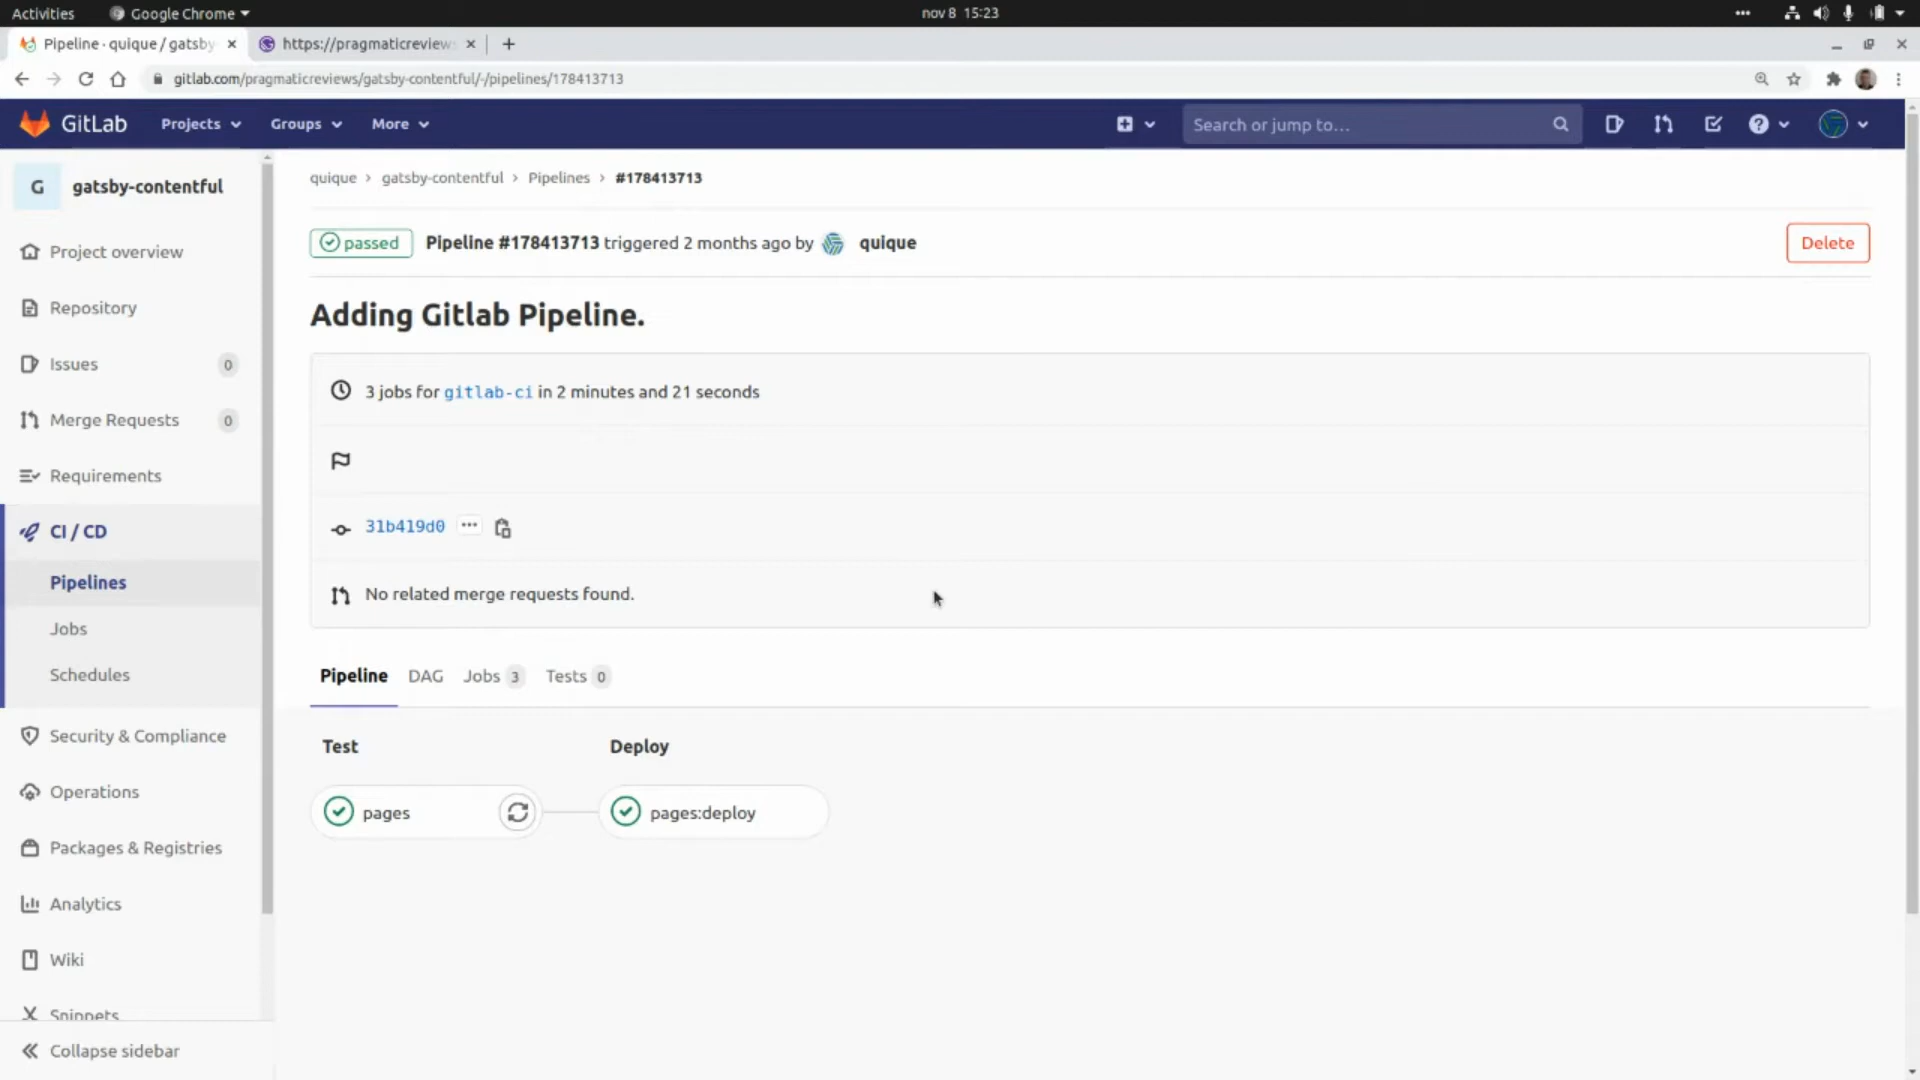 Activities
Google Chrome
nov 8 15:23
Pipeline · quique / gatsby
https://pragmaticreviews
gitlab.com/pragmaticreviews/gatsby-contentful/-/pipelines/178413713
GitLab
Projects
Groups
More
Search or jump to…
G
gatsby-contentful
Project overview
Repository
Issues 0
Merge Requests 0
Requirements
CI / CD
Pipelines
Jobs
Schedules
Security & Compliance
Operations
Packages & Registries
Analytics
Wiki
Snippets
Collapse sidebar
quique > gatsby-contentful > Pipelines > #178413713
passed Pipeline #178413713 triggered 2 months ago by quique
Delete
Adding Gitlab Pipeline.
3 jobs for gitlab-ci in 2 minutes and 21 seconds
31b419d0
No related merge requests found.
Pipeline DAG Jobs 3 Tests 0
Test Deploy
pages pages:deploy